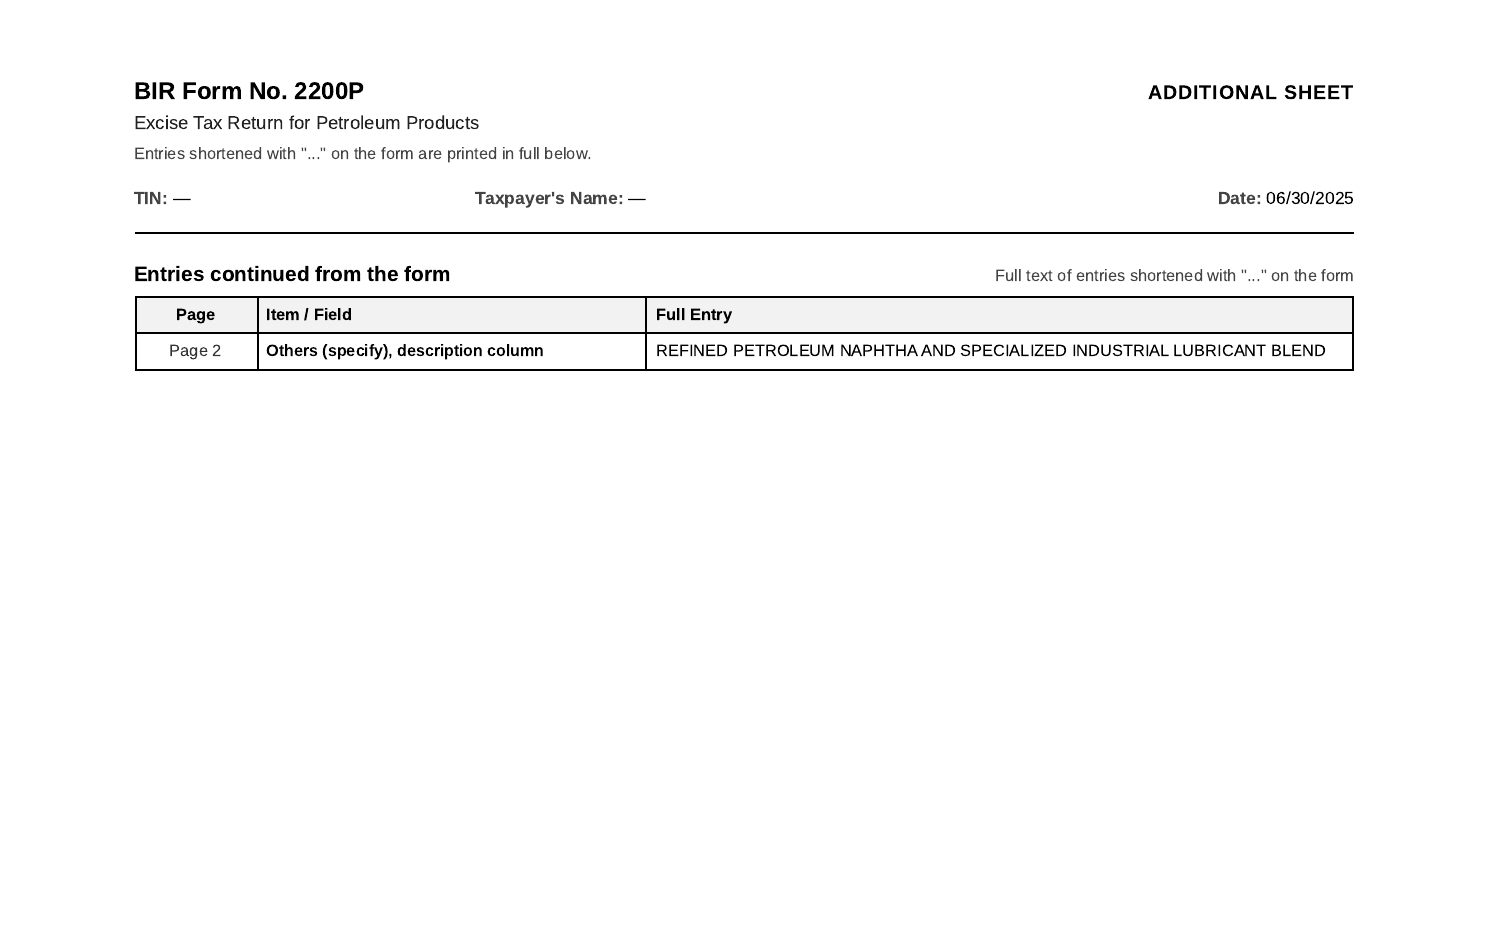 BIR Form No. 2200P
ADDITIONAL SHEET
Excise Tax Return for Petroleum Products
Entries shortened with "..." on the form are printed in full below.
TIN: — Taxpayer's Name: — Date: 06/30/2025
Entries continued from the form
Full text of entries shortened with "..." on the form
Page Item / Field Full Entry
Page 2 Others (specify), description column REFINED PETROLEUM NAPHTHA AND SPECIALIZED INDUSTRIAL LUBRICANT BLEND